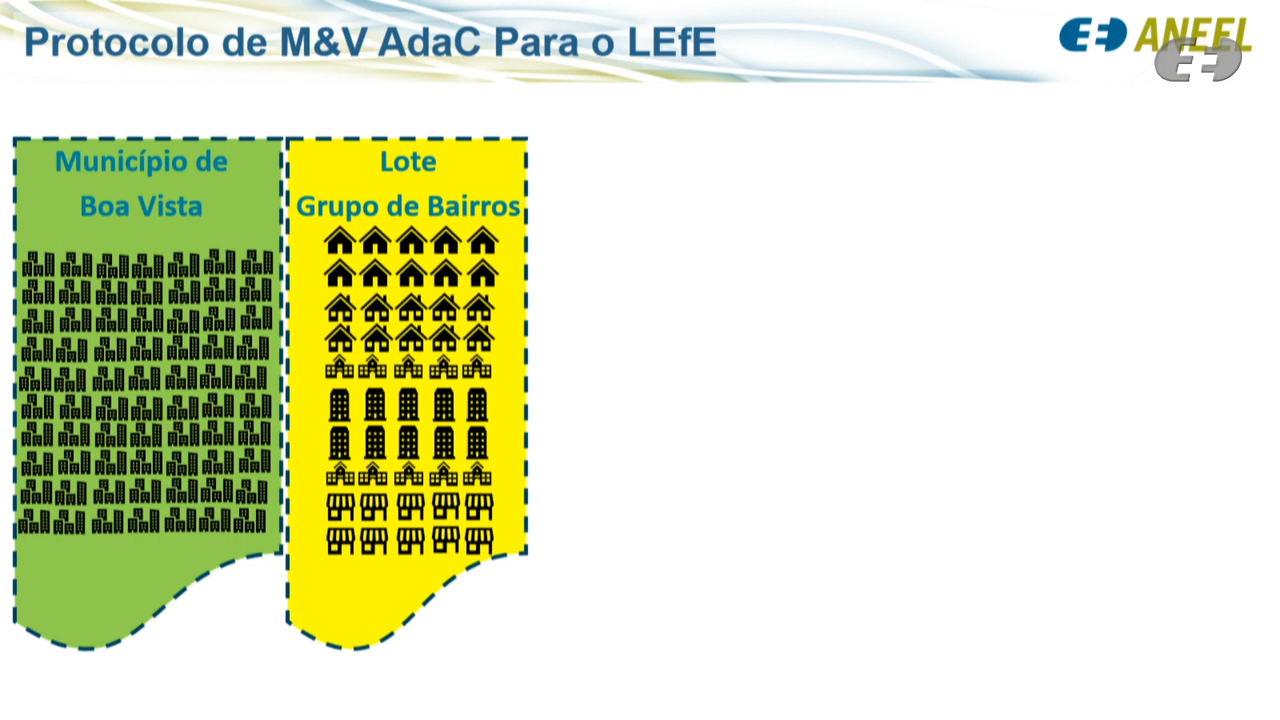 Protocolo de M&V AdaC Para o LEfE
ANEEL
Município de
Boa Vista
Lote
Grupo de Bairros